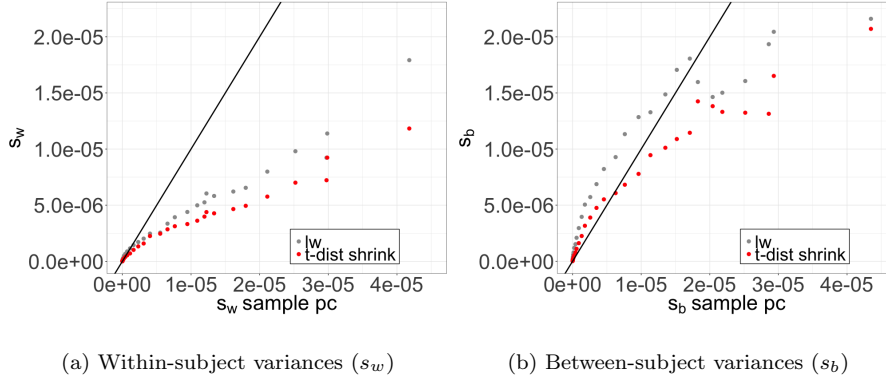 2.0e-05
1.5e-05
1.0e-05
5.0e-06
0.0e+00
s_w
lw
t-dist shrink
0e+00 1e-05 2e-05 3e-05 4e-05
s_w sample pc
(a) Within-subject variances (s_w)
2.0e-05
1.5e-05
1.0e-05
5.0e-06
0.0e+00
s_b
lw
t-dist shrink
0e+00 1e-05 2e-05 3e-05 4e-05
s_b sample pc
(b) Between-subject variances (s_b)